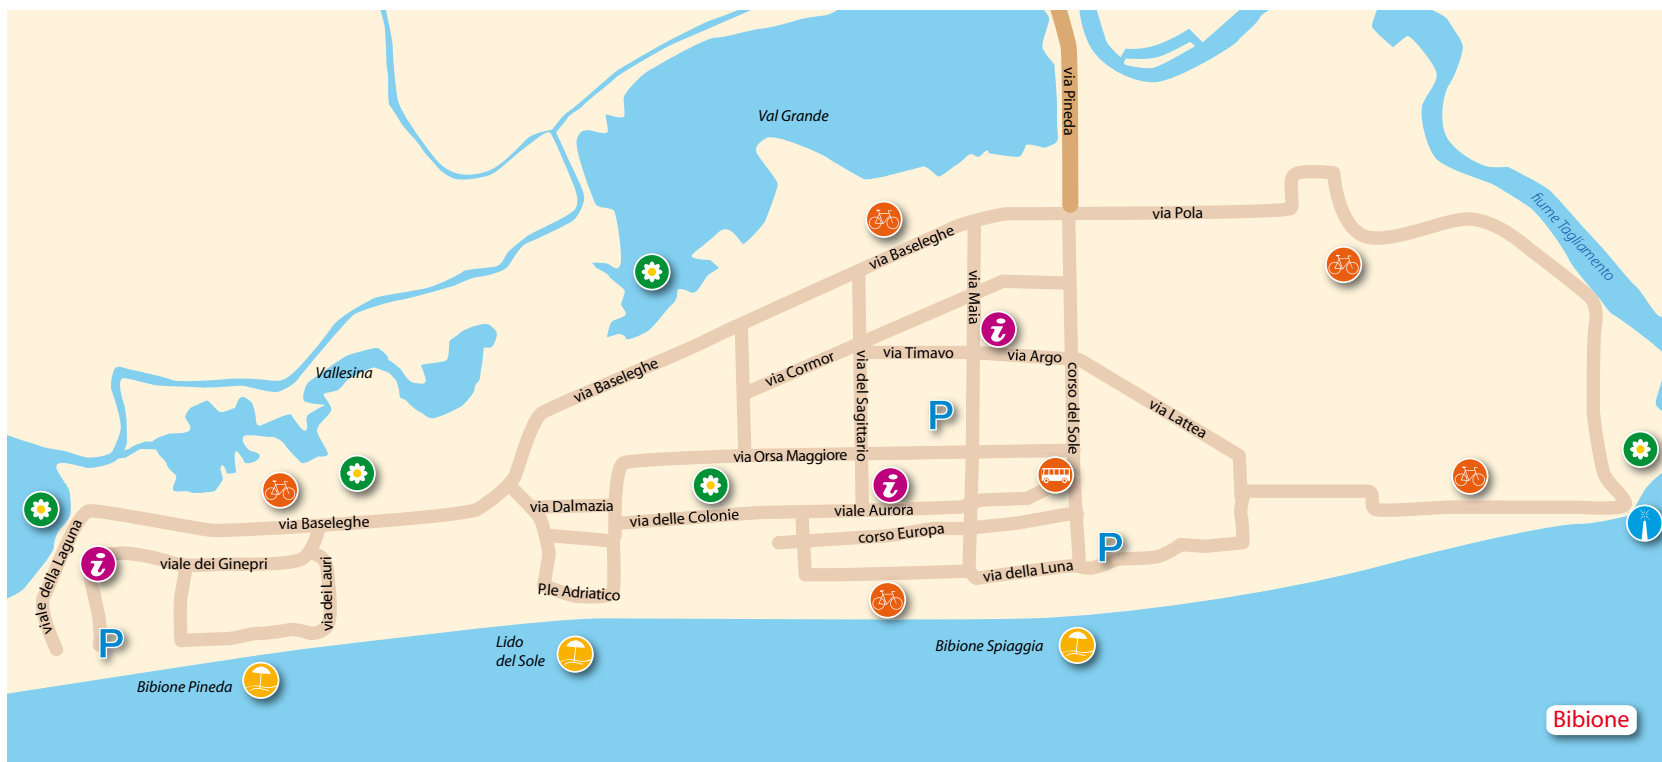 via Pineda
Val Grande
via Pola
fiume Tagliamento
via Baseleghe
via Maia
via Timavo
via Argo
Vallesina
via Baseleghe
via Cormor
via del Sagittario
corso del Sole
via Lattea
P
via Orsa Maggiore
via Dalmazia
via delle Colonie
viale Aurora
via Baseleghe
corso Europa
P
viale della Laguna
viale dei Ginepri
via dei Lauri
via della Luna
P.le Adriatico
P
Lido
del Sole
Bibione Spiaggia
Bibione Pineda
Bibione
i
i
i